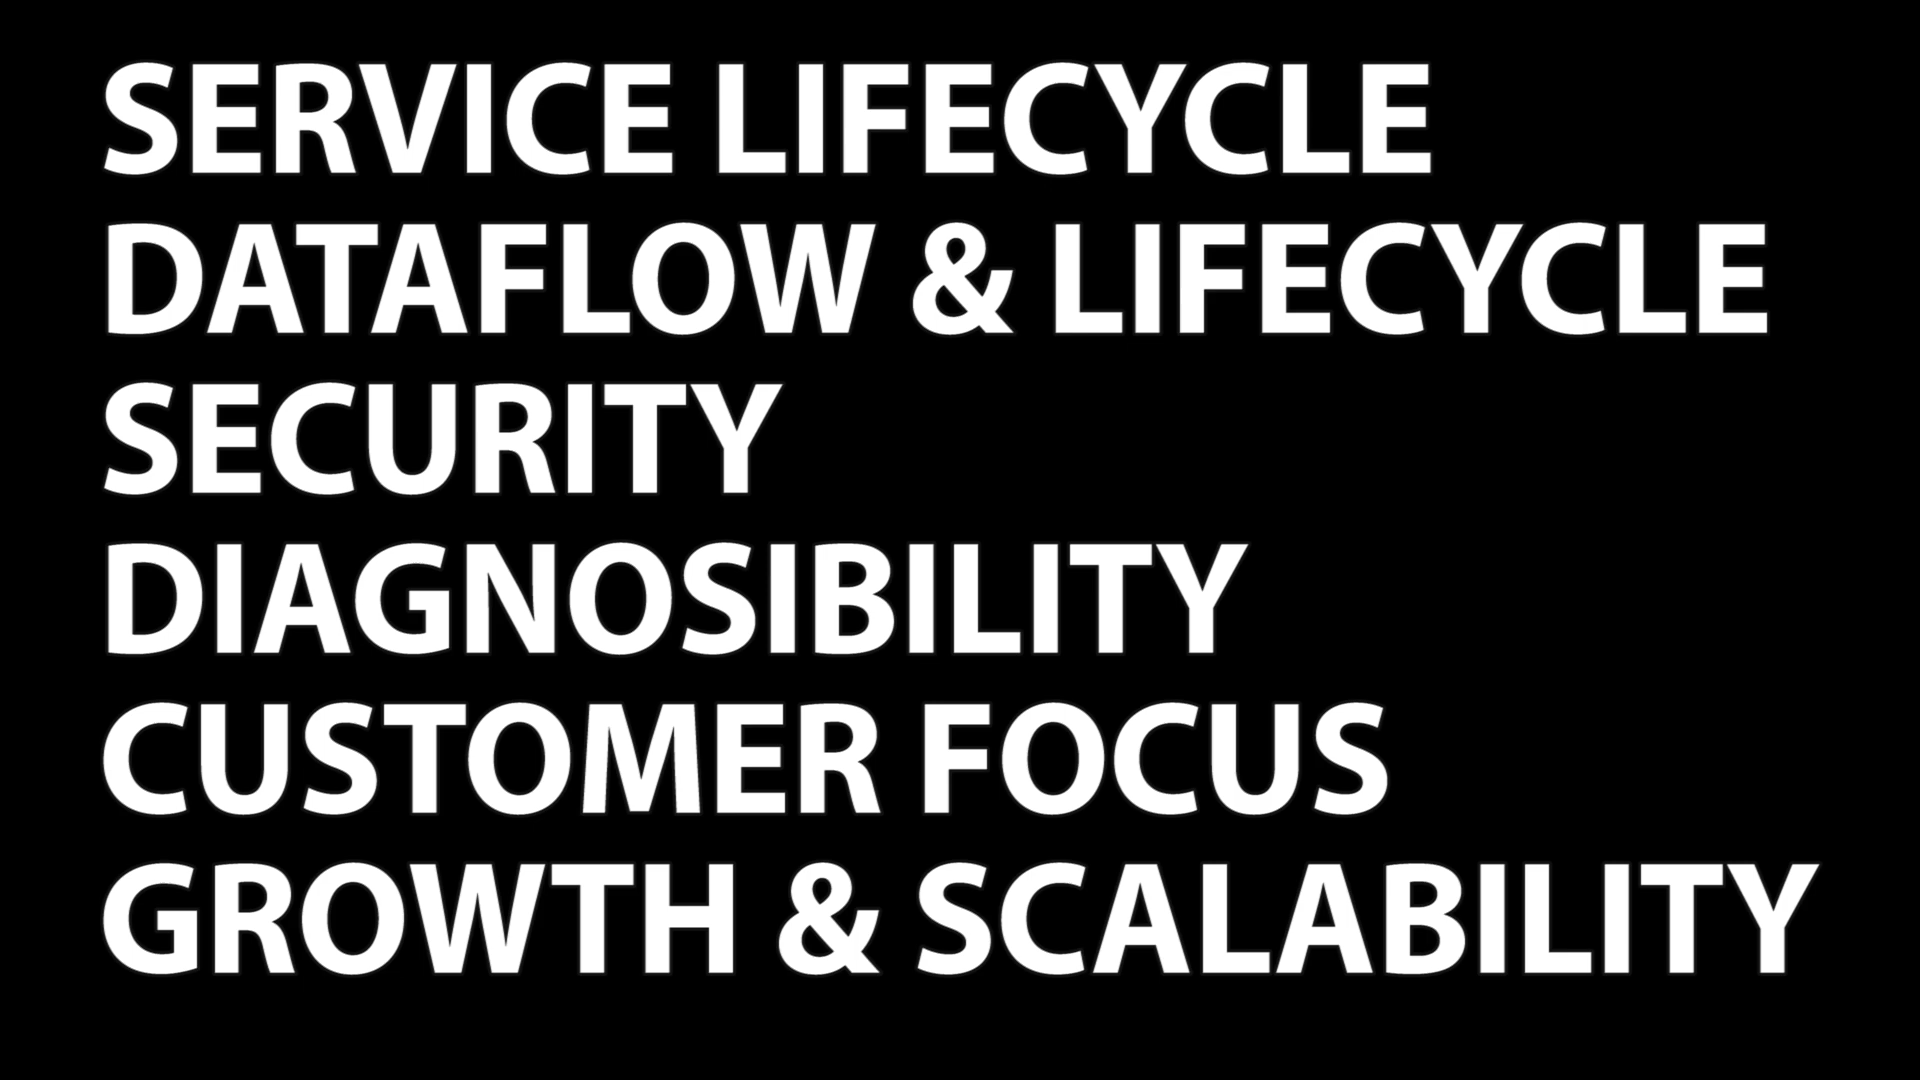 SERVICE LIFECYCLE
DATAFLOW & LIFECYCLE
SECURITY
DIAGNOSIBILITY
CUSTOMER FOCUS
GROWTH & SCALABILITY